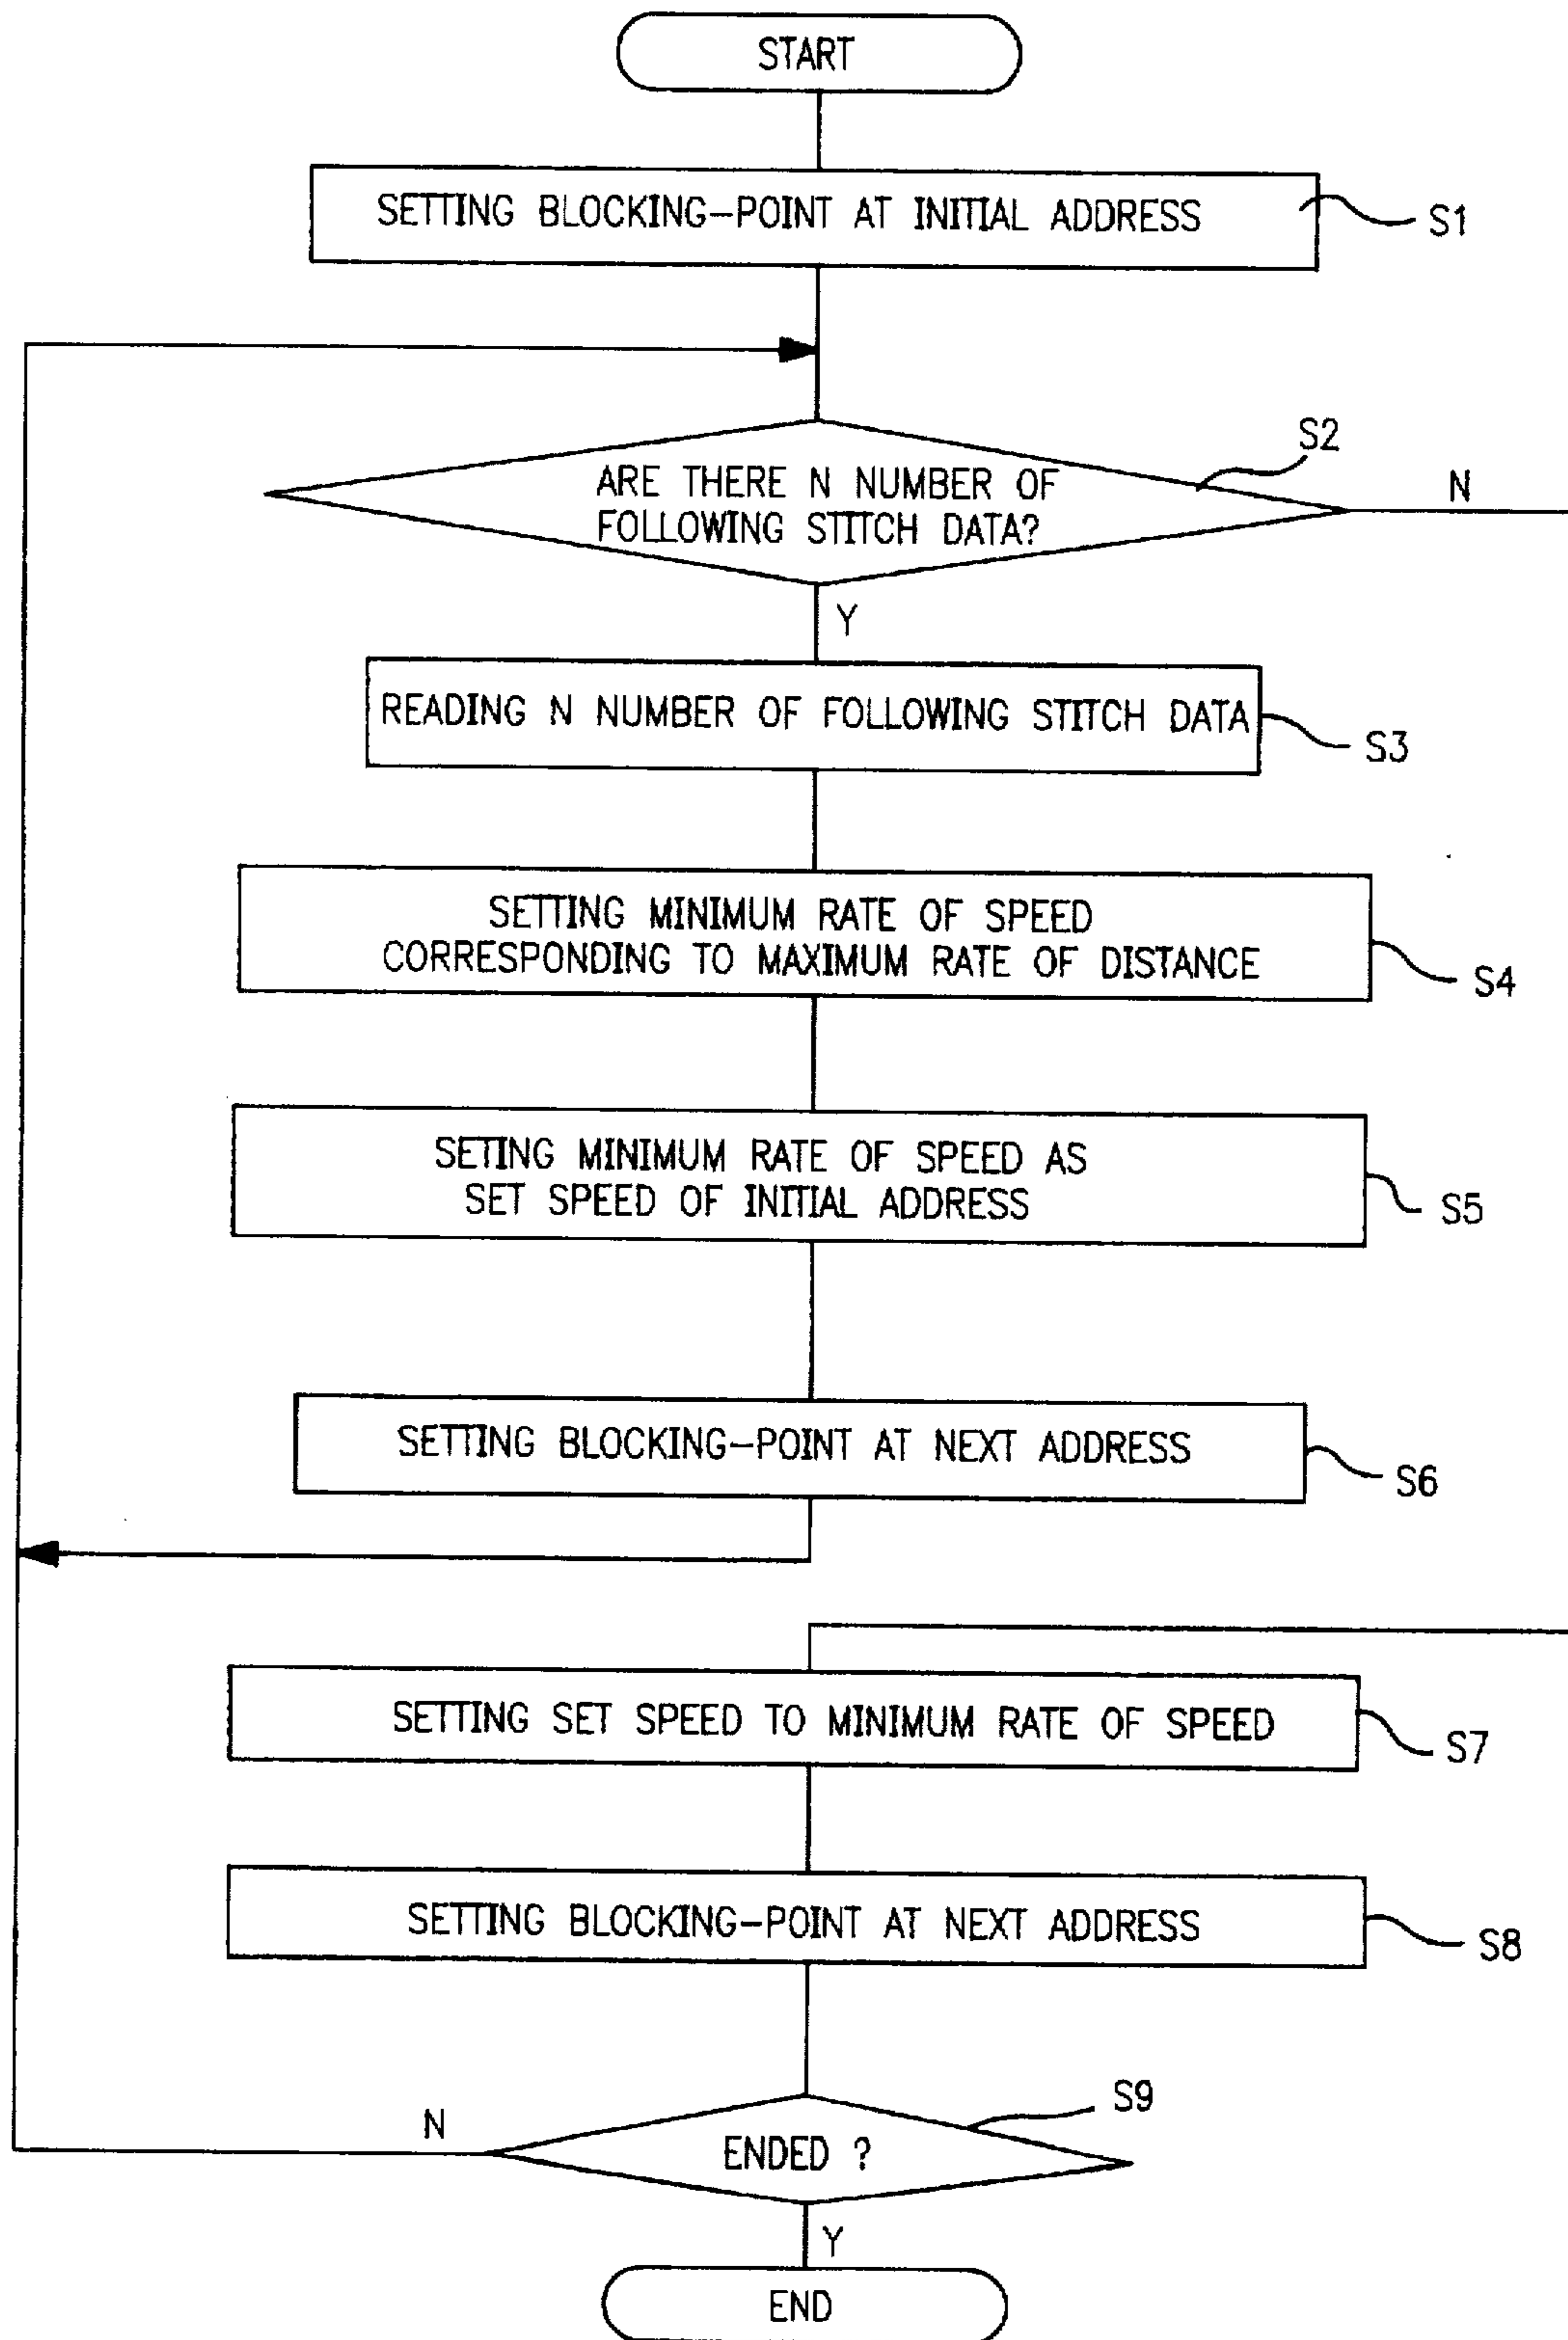 START
SETTING BLOCKING-POINT AT INITIAL ADDRESS
S1
S2
ARE THERE N NUMBER OF
FOLLOWING STITCH DATA?
N
Y
READING N NUMBER OF FOLLOWING STITCH DATA
S3
SETTING MINIMUM RATE OF SPEED
CORRESPONDING TO MAXIMUM RATE OF DISTANCE
S4
SETING MINIMUM RATE OF SPEED AS
SET SPEED OF INITIAL ADDRESS
S5
SETTING BLOCKING-POINT AT NEXT ADDRESS
S6
SETTING SET SPEED TO MINIMUM RATE OF SPEED
S7
SETTING BLOCKING-POINT AT NEXT ADDRESS
S8
S9
N
ENDED ?
Y
END